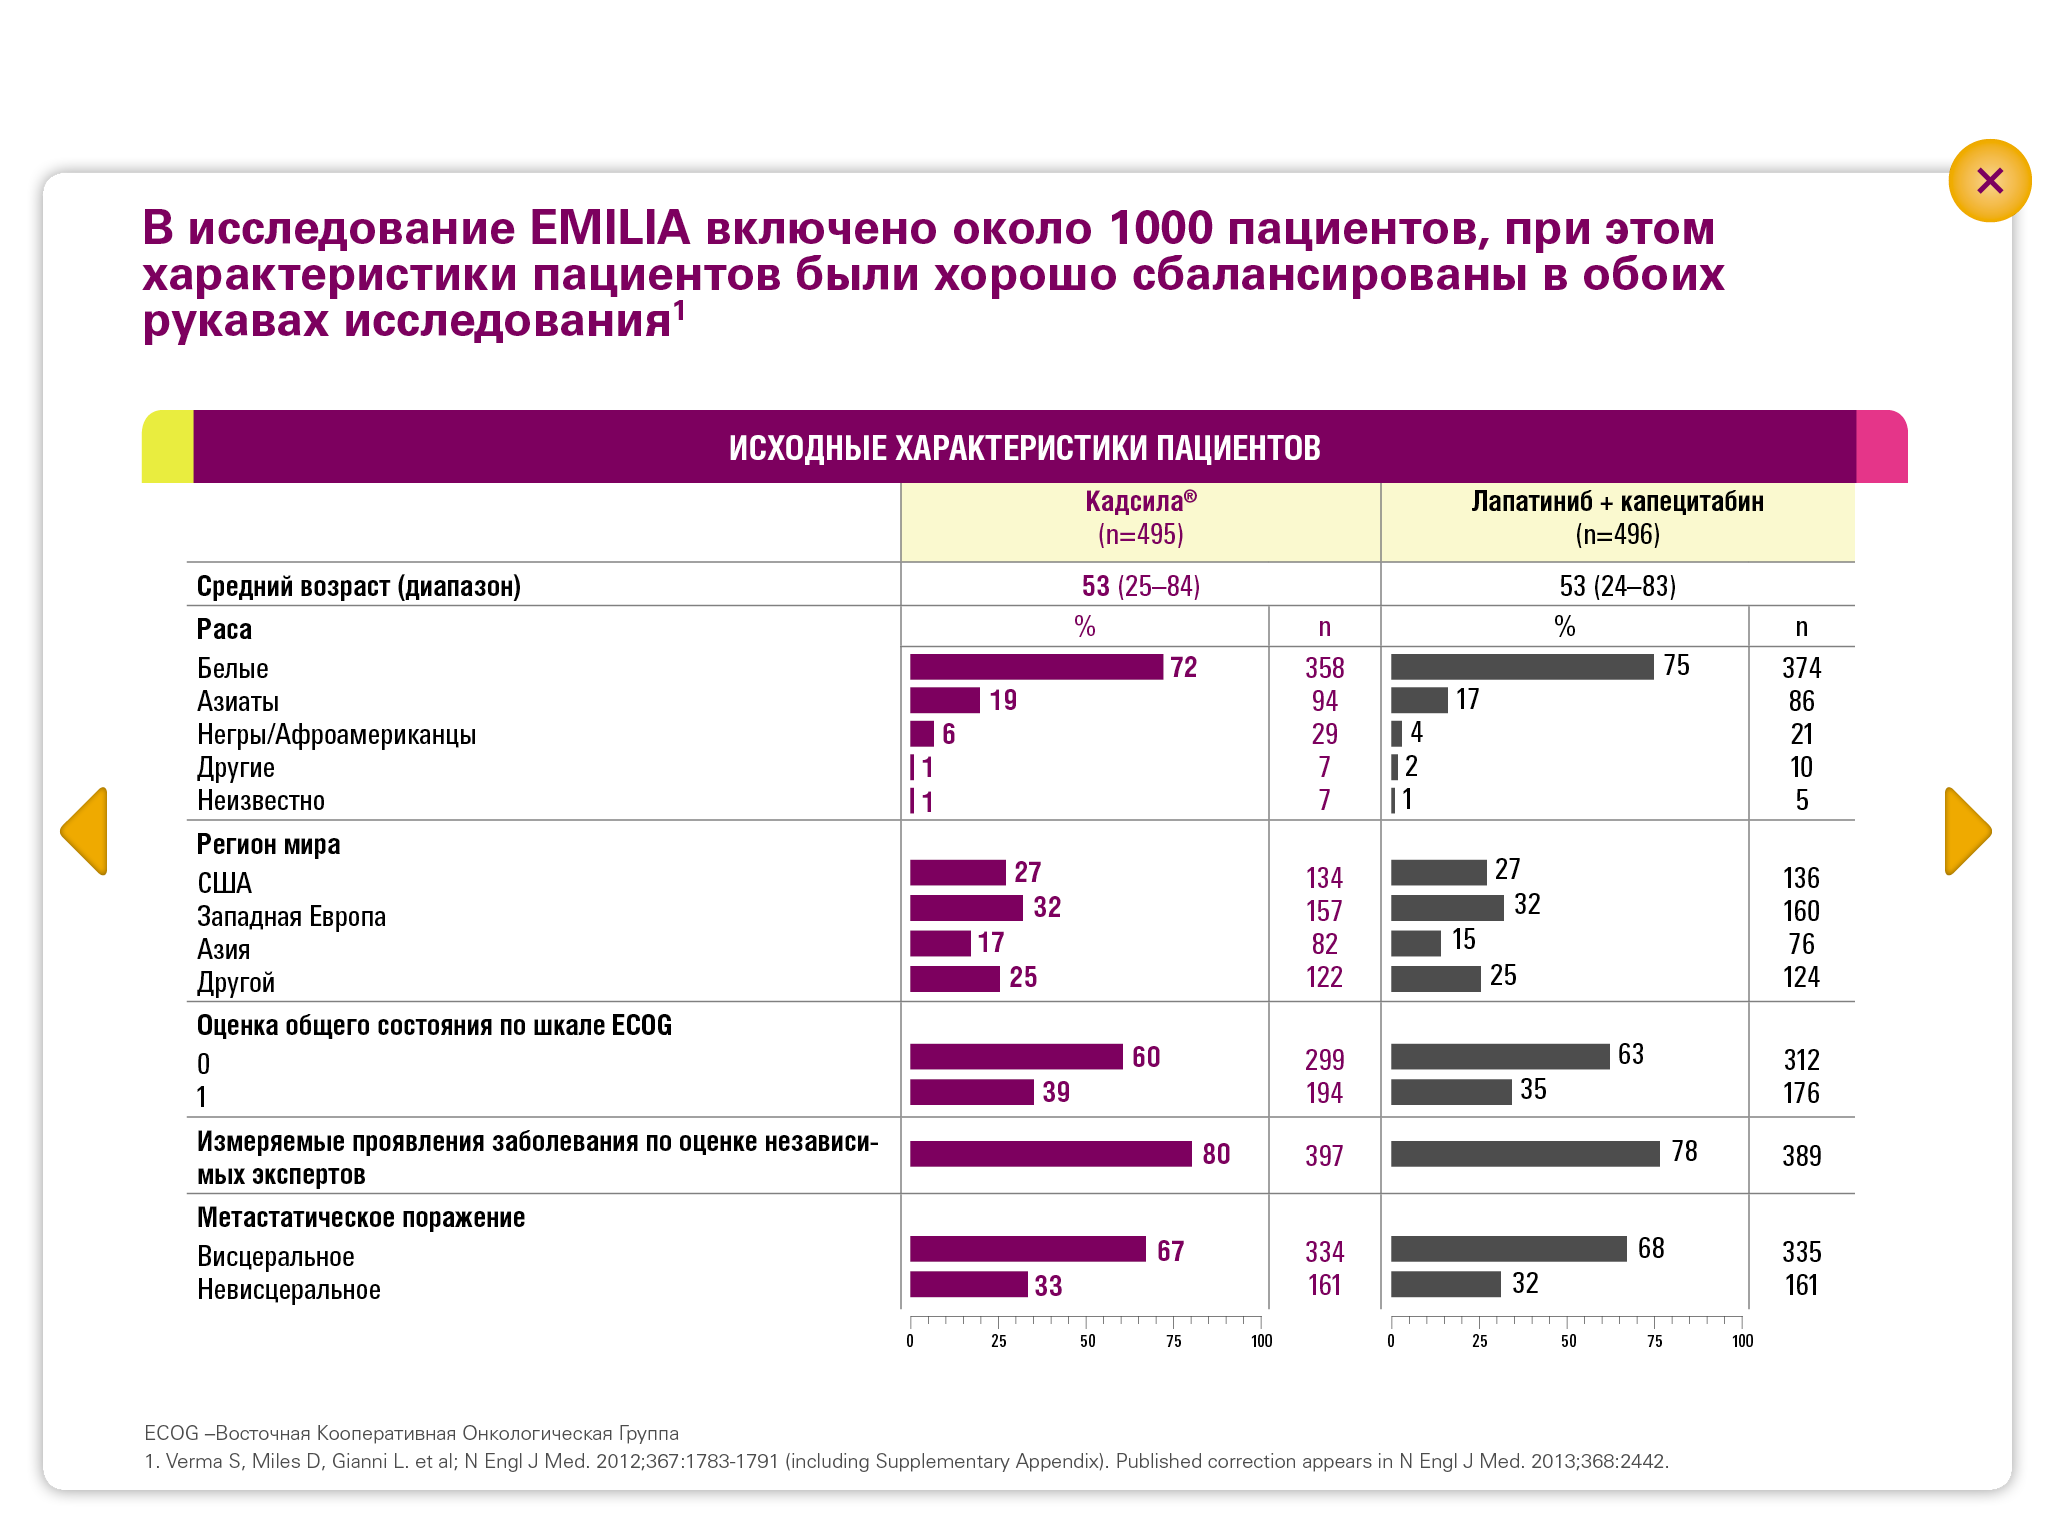 В исследование EMILIA включено около 1000 пациентов, при этом
характеристики пациентов были хорошо сбалансированы в обоих
рукавах исследования1
ИСХОДНЫЕ ХАРАКТЕРИСТИКИ ПАЦИЕНТОВ
Кадсила® Лапатиниб + капецитабин
(n=495) (n=496)
Средний возраст (диапазон) 53 (25–84) 53 (24–83)
Раса % n % n
Белые 72 358 75 374
Азиаты 19 94 17 86
Негры/Афроамериканцы 6 29 4 21
Другие 1 7 2 10
Неизвестно 1 7 1 5
Регион мира
США 27 134 27 136
Западная Европа 32 157 32 160
Азия 17 82 15 76
Другой 25 122 25 124
Оценка общего состояния по шкале ECOG
0 60 299 63 312
1 39 194 35 176
Измеряемые проявления заболевания по оценке независи-
мых экспертов 80 397 78 389
Метастатическое поражение
Висцеральное 67 334 68 335
Невисцеральное 33 161 32 161
0 25 50 75 100 0 25 50 75 100
ECOG –Восточная Кооперативная Онкологическая Группа
1. Verma S, Miles D, Gianni L. et al; N Engl J Med. 2012;367:1783-1791 (including Supplementary Appendix). Published correction appears in N Engl J Med. 2013;368:2442.